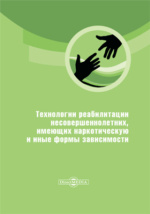 Технологии реабилитации
несовершеннолетних,
имеющих наркотическую
и иные формы зависимости